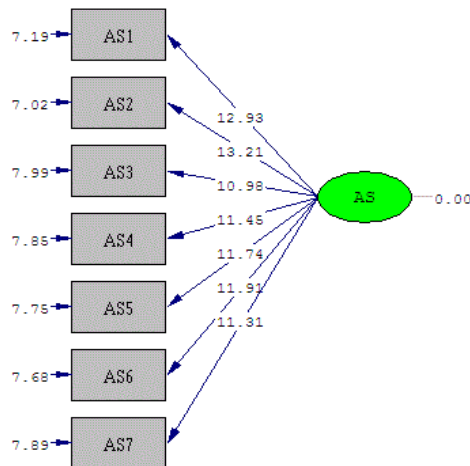 7.19 AS1
12.93
7.02 AS2
13.21
7.99 AS3
10.98
AS 0.00
11.45
7.85 AS4
11.74
7.75 AS5
11.91
11.31
7.68 AS6
7.89 AS7